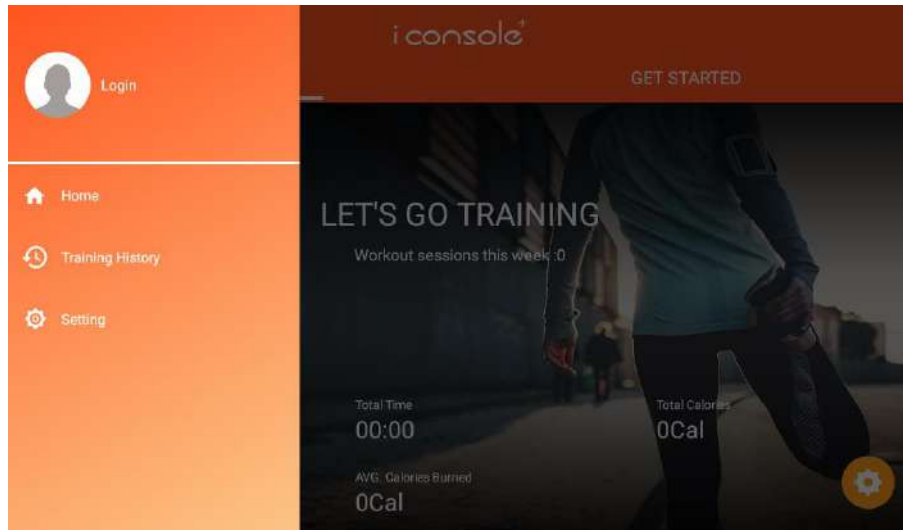 Login
Home
Training History
Setting
i console+
GET STARTED
LET'S GO TRAINING
Workout sessions this week :0
Total Time
00:00
Total Calories
0Cal
AVG. Calories Burned
0Cal